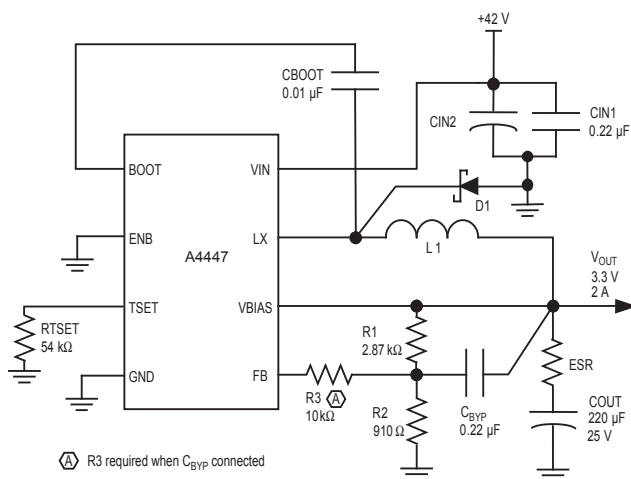 +42 V
CBOOT
0.01 µF
CIN2
CIN1
0.22 µF
BOOT
VIN
D1
ENB
A4447
LX
L1
TSET
VBIAS
VOUT
3.3 V
2 A
RTSET
54 kΩ
R1
2.87 kΩ
ESR
GND
FB
R3
10kΩ
A
R2
910 Ω
CBYP
0.22 µF
COUT
220 µF
25 V
A R3 required when CBYP connected